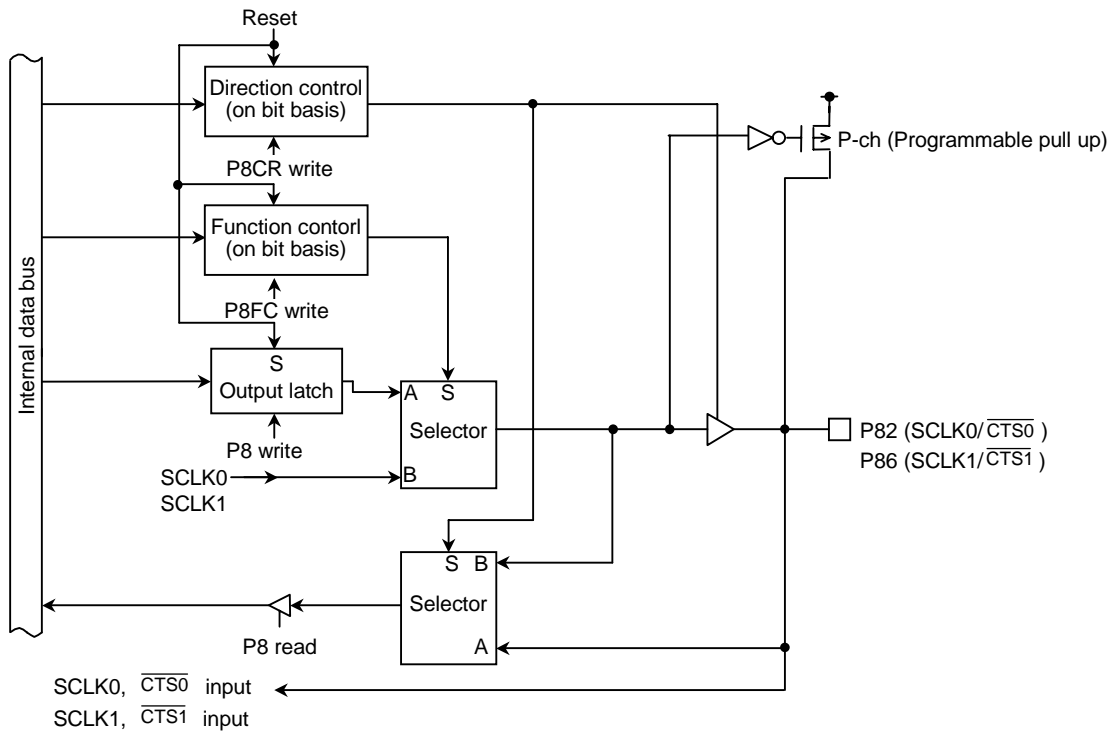 Reset
Direction control
(on bit basis)
P-ch (Programmable pull up)
P8CR write
Function contorl
(on bit basis)
Internal data bus
P8FC write
S
Output latch
A S
Selector
B
P8 write
SCLK0
SCLK1
P82 (SCLK0/CTS0 )
P86 (SCLK1/CTS1 )
S B
Selector
A
P8 read
SCLK0, CTS0 input
SCLK1, CTS1 input